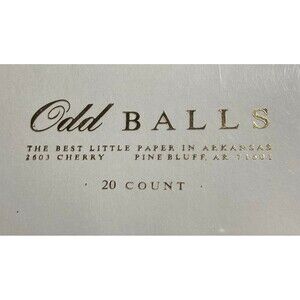 Odd BALLS
THE BEST LITTLE PAPER IN ARKANSAS
2603 CHERRY PINE BLUFF, AR
20 COUNT